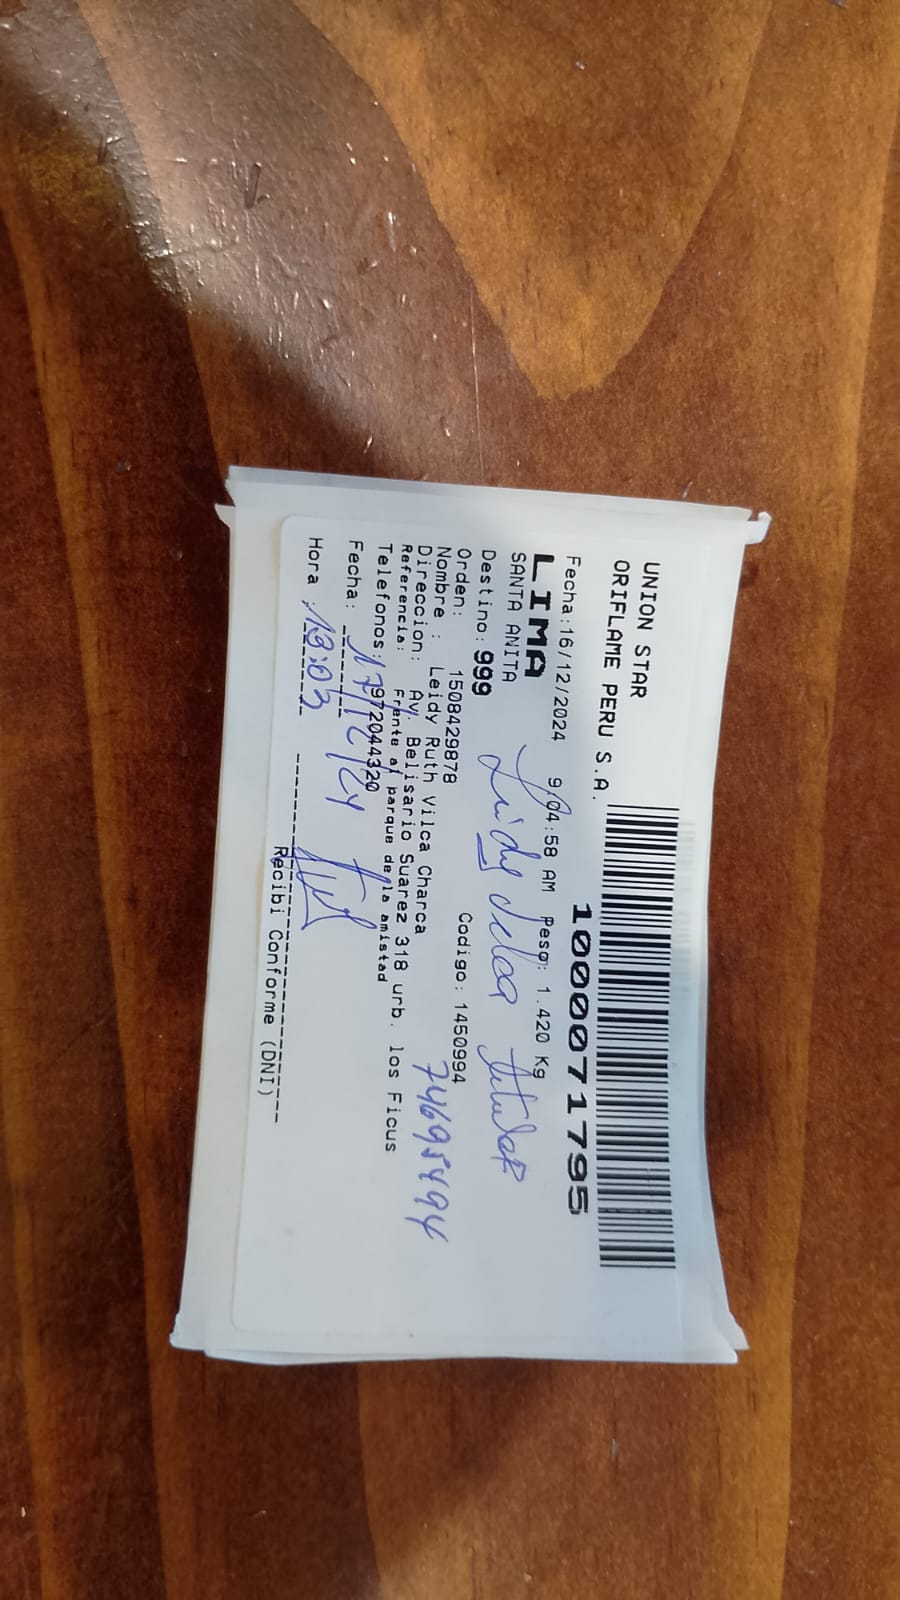 UNION STAR
ORIFLAME PERU S.A.
1000071795
Fecha:16/12/2024 9:04:58 AM Peso: 1.420 Kg
LIMA
SANTA ANITA
Destino: 999
titular
Orden: 1508429878 Codigo: 1450994
Nombre : Leidy Ruth Vilca Charca
74695494
Direccion: Av. Belisario Suarez 318 urb. los Ficus
Referencia: Frente al parque de la amistad
Telefonos: 972044320
Fecha: 17/12/24
Hora : 13:03
Recibi Conforme (DNI)